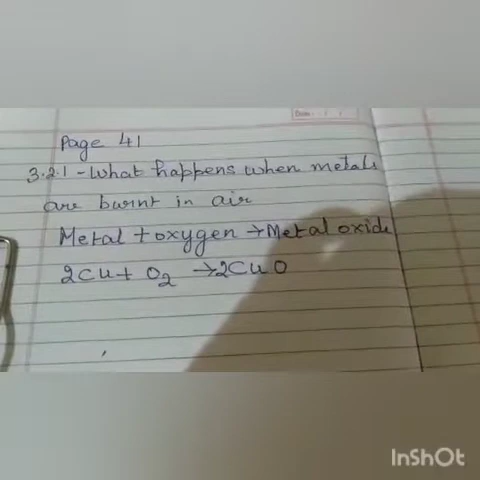 Date: / /
Page 41
3.2.1 - What happens when metals
are burnt in air
Metal + oxygen → Metal oxide
2Cu + O2 → 2CuO
InShOt